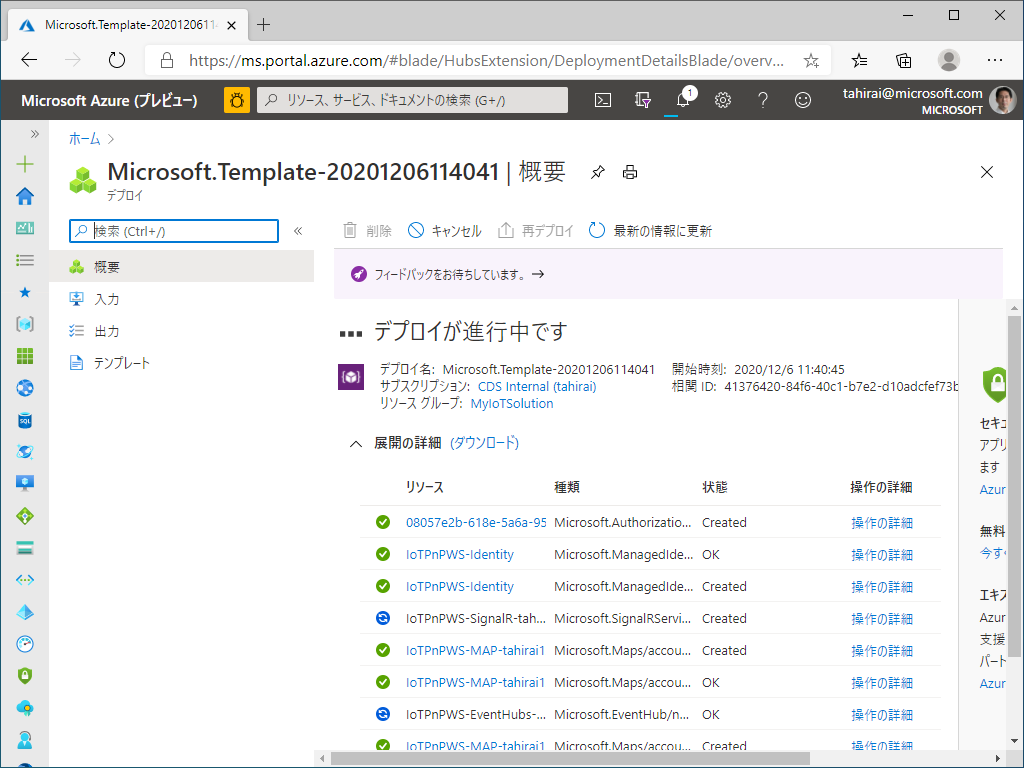 Microsoft.Template-2020120611
https://ms.portal.azure.com/#blade/HubsExtension/DeploymentDetailsBlade/overv...
Microsoft Azure (プレビュー)
リソース、サービス、ドキュメントの検索 (G+/)
1
tahirai@microsoft.com
MICROSOFT
ホーム
Microsoft.Template-20201206114041 | 概要
デプロイ
検索 (Ctrl+/)
概要
入力
出力
テンプレート
削除 キャンセル 再デプロイ 最新の情報に更新
フィードバックをお待ちしています。 →
デプロイが進行中です
デプロイ名: Microsoft.Template-20201206114041
サブスクリプション: CDS Internal (tahirai)
リソース グループ: MyIoTSolution
開始時刻: 2020/12/6 11:40:45
相関 ID: 41376420-84f6-40c1-b7e2-d10adcfef73b
展開の詳細 (ダウンロード)
リソース 種類 状態 操作の詳細
08057e2b-618e-5a6a-95 Microsoft.Authorizatio... Created 操作の詳細
IoTPnPWS-Identity Microsoft.ManagedIde... OK 操作の詳細
IoTPnPWS-Identity Microsoft.ManagedIde... Created 操作の詳細
IoTPnPWS-SignalR-tah... Microsoft.SignalRServi... Created 操作の詳細
IoTPnPWS-MAP-tahirai1 Microsoft.Maps/accou... Created 操作の詳細
IoTPnPWS-MAP-tahirai1 Microsoft.Maps/accou... OK 操作の詳細
IoTPnPWS-EventHubs-... Microsoft.EventHub/n... OK 操作の詳細
IoTPnPWS-MAP-tahirai1 Microsoft.Maps/accou... Created 操作の詳細
セキュ
アプリ
ます
Azur
無料
今すぐ
エキス
Azur
支援
パート
Azur
SQL